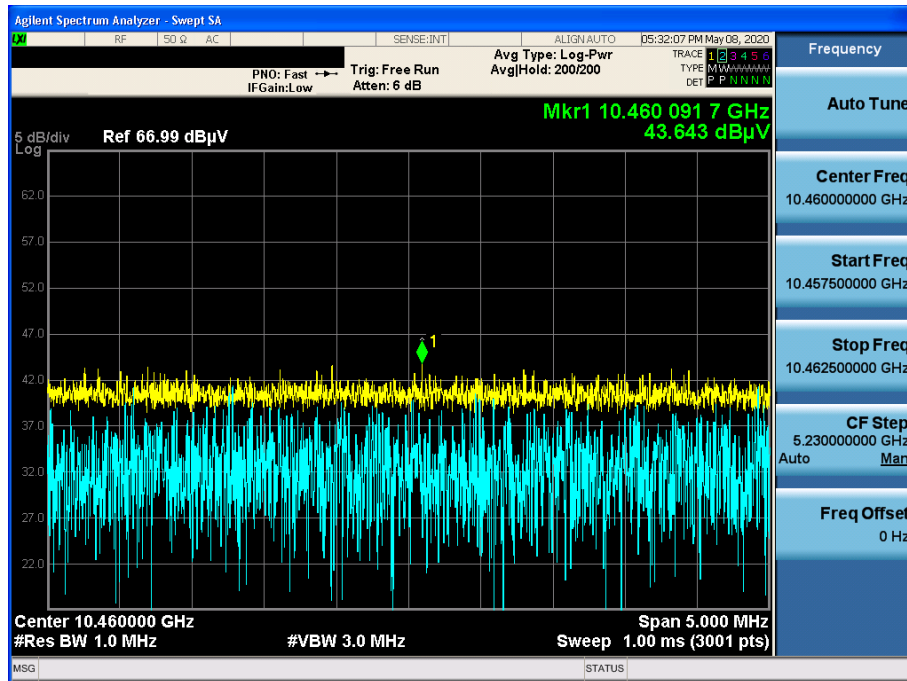 Agilent Spectrum Analyzer - Swept SA
LXI RF 50 Ω AC SENSE:INT ALIGN AUTO 05:32:07 PM May 08, 2020
PNO: Fast Trig: Free Run Avg Type: Log-Pwr TRACE 1 2 3 4 5 6
IFGain:Low Atten: 6 dB Avg|Hold: 200/200 TYPE M W W W W W
DET P P N N N N
Mkr1 10.460 091 7 GHz
43.643 dBµV
5 dB/div Ref 66.99 dBµV
Log
62.0
57.0
52.0
47.0
1
42.0
37.0
32.0
27.0
22.0
Center 10.460000 GHz Span 5.000 MHz
#Res BW 1.0 MHz #VBW 3.0 MHz Sweep 1.00 ms (3001 pts)
MSG STATUS
Frequency
Auto Tune
Center Freq
10.460000000 GHz
Start Freq
10.457500000 GHz
Stop Freq
10.462500000 GHz
CF Step
5.230000000 GHz
Auto Man
Freq Offset
0 Hz